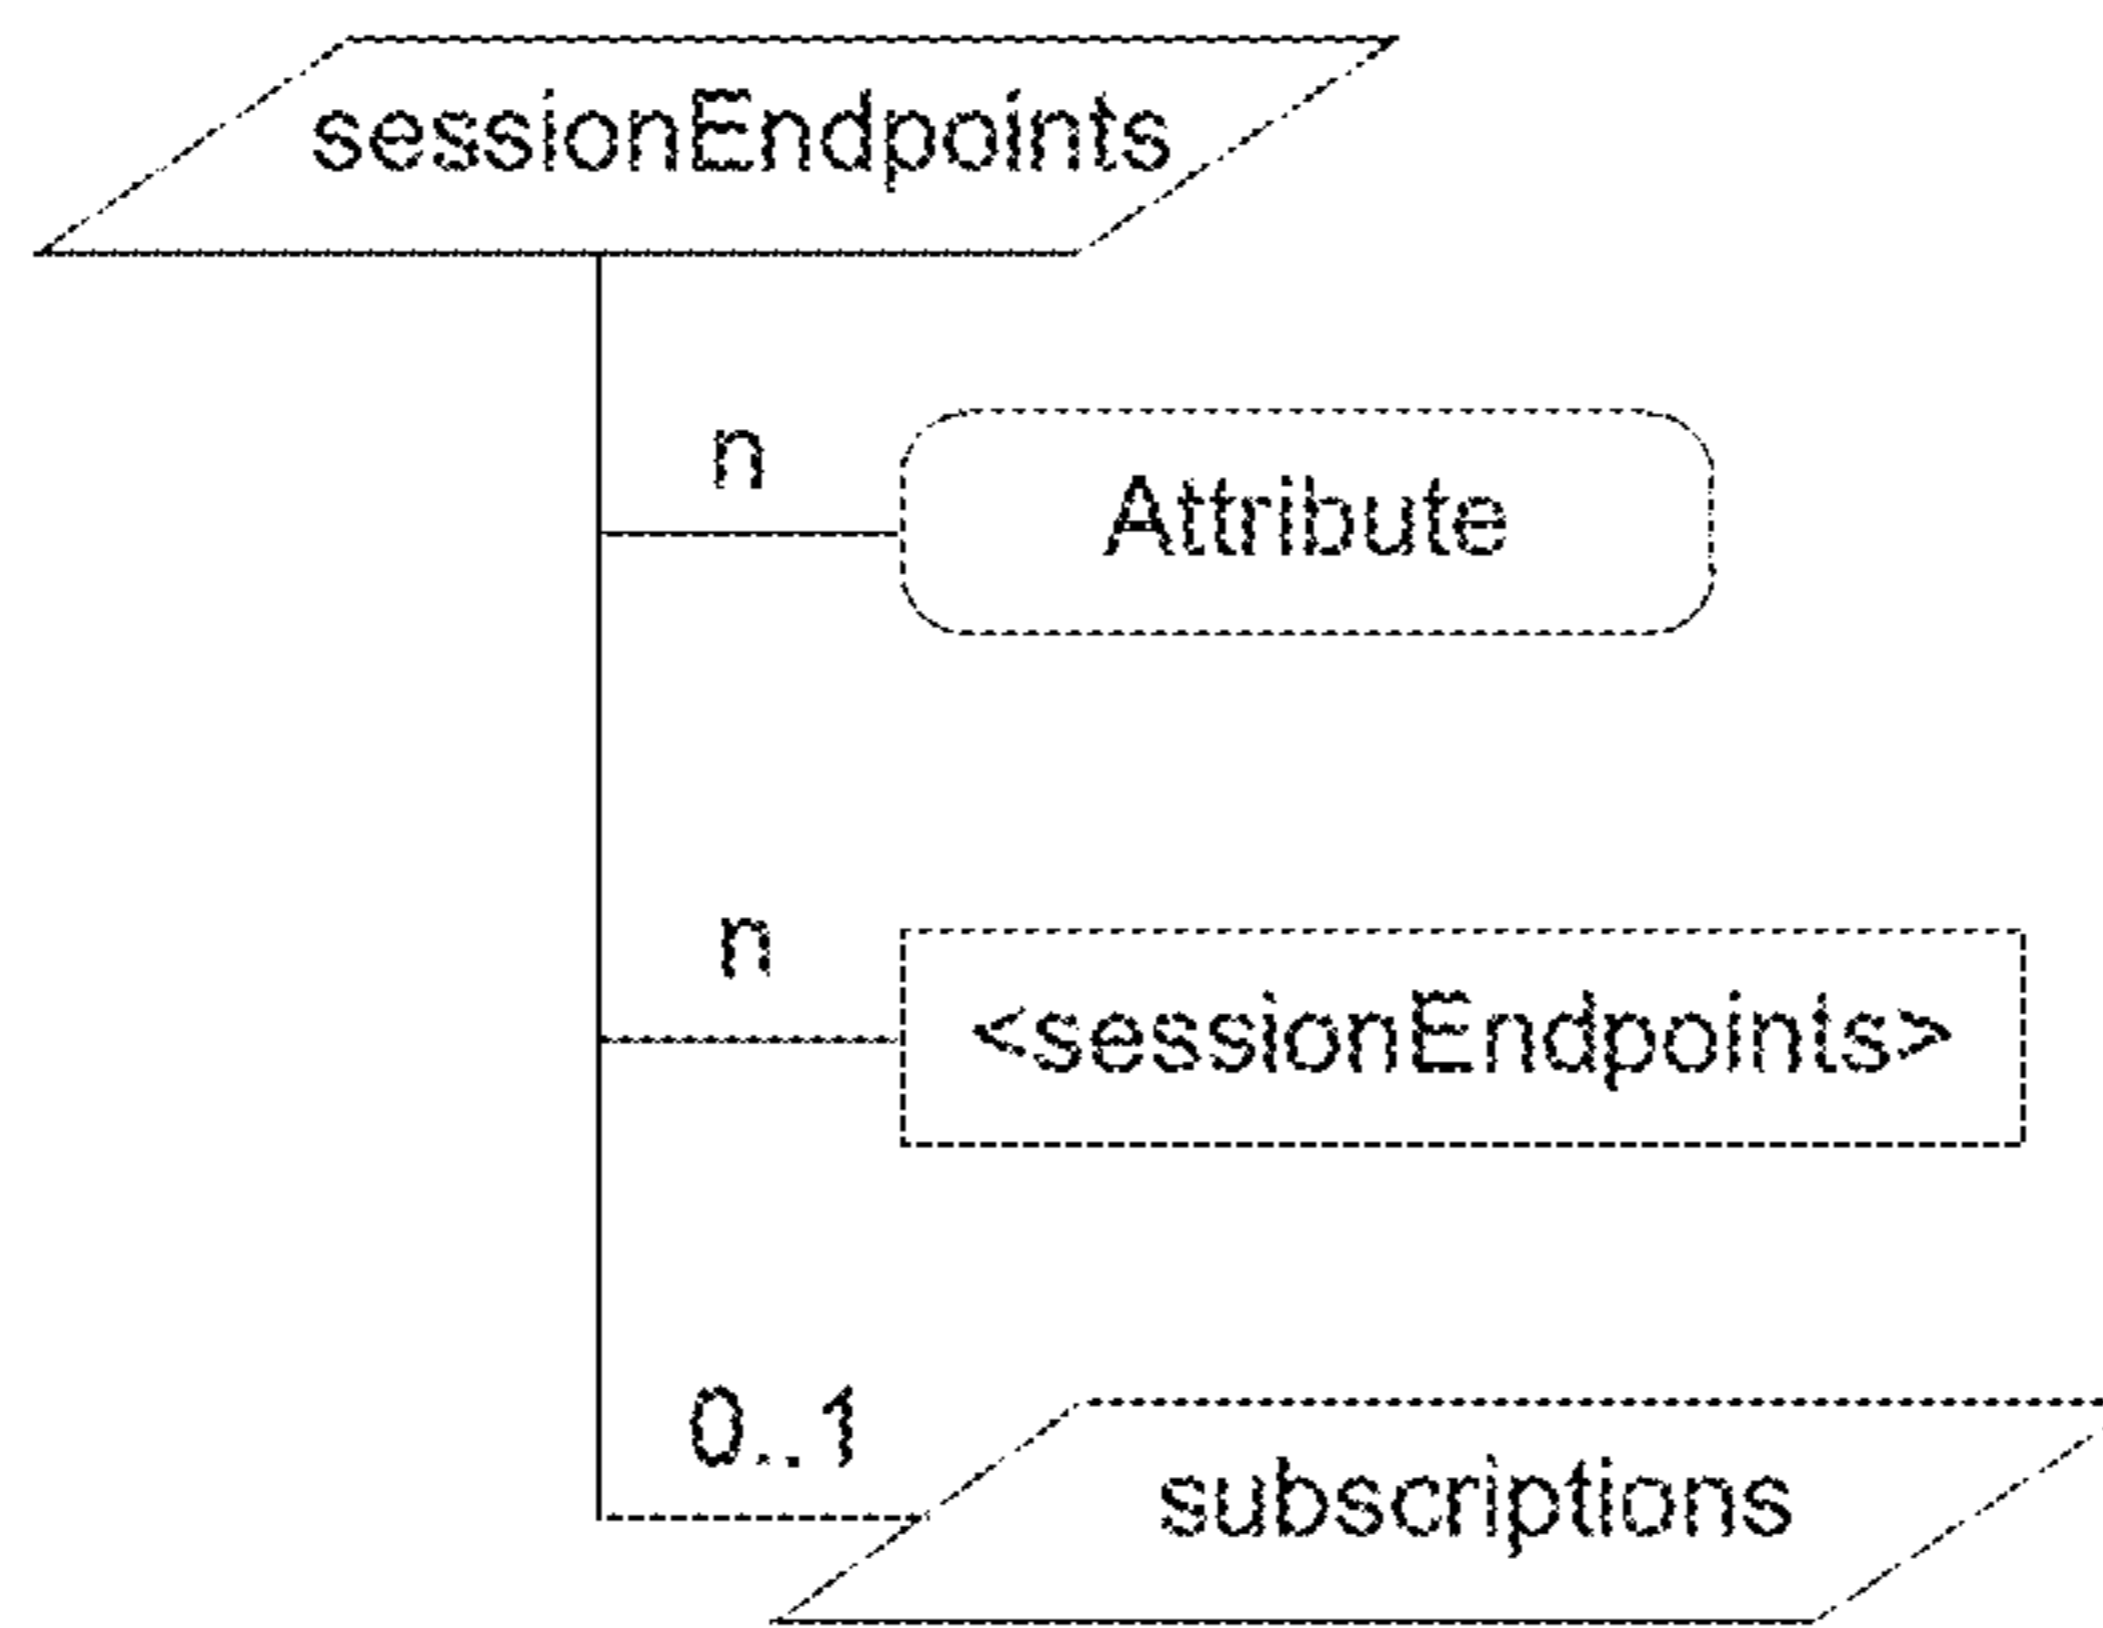 sessionEndpoints
n
Attribute
n
<sessionEndpoints>
0..1
subscriptions